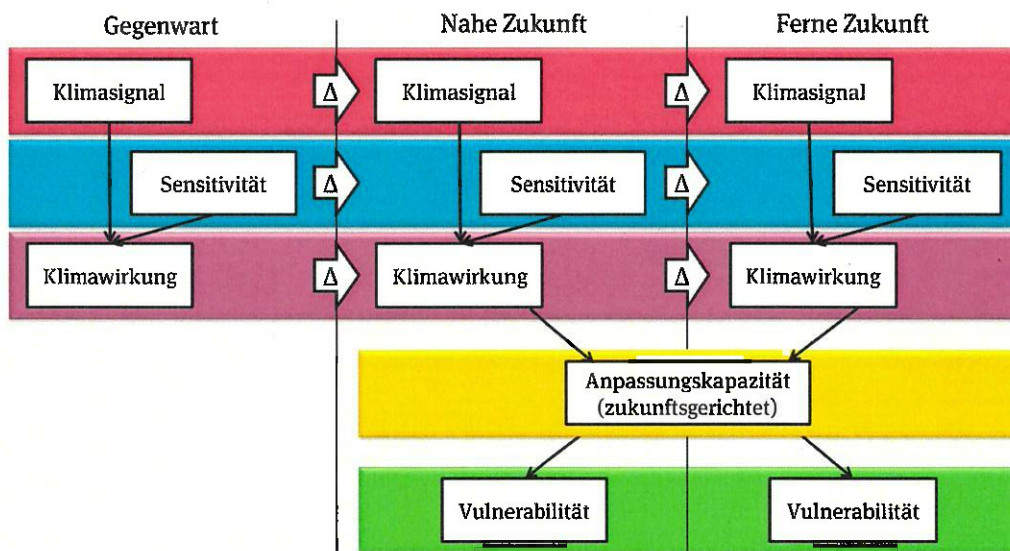 Gegenwart Nahe Zukunft Ferne Zukunft
Klimasignal Δ Klimasignal Δ Klimasignal
Sensitivität Δ Sensitivität Δ Sensitivität
Klimawirkung Δ Klimawirkung Δ Klimawirkung
Anpassungskapazität
(zukunftsgerichtet)
Vulnerabilität Vulnerabilität